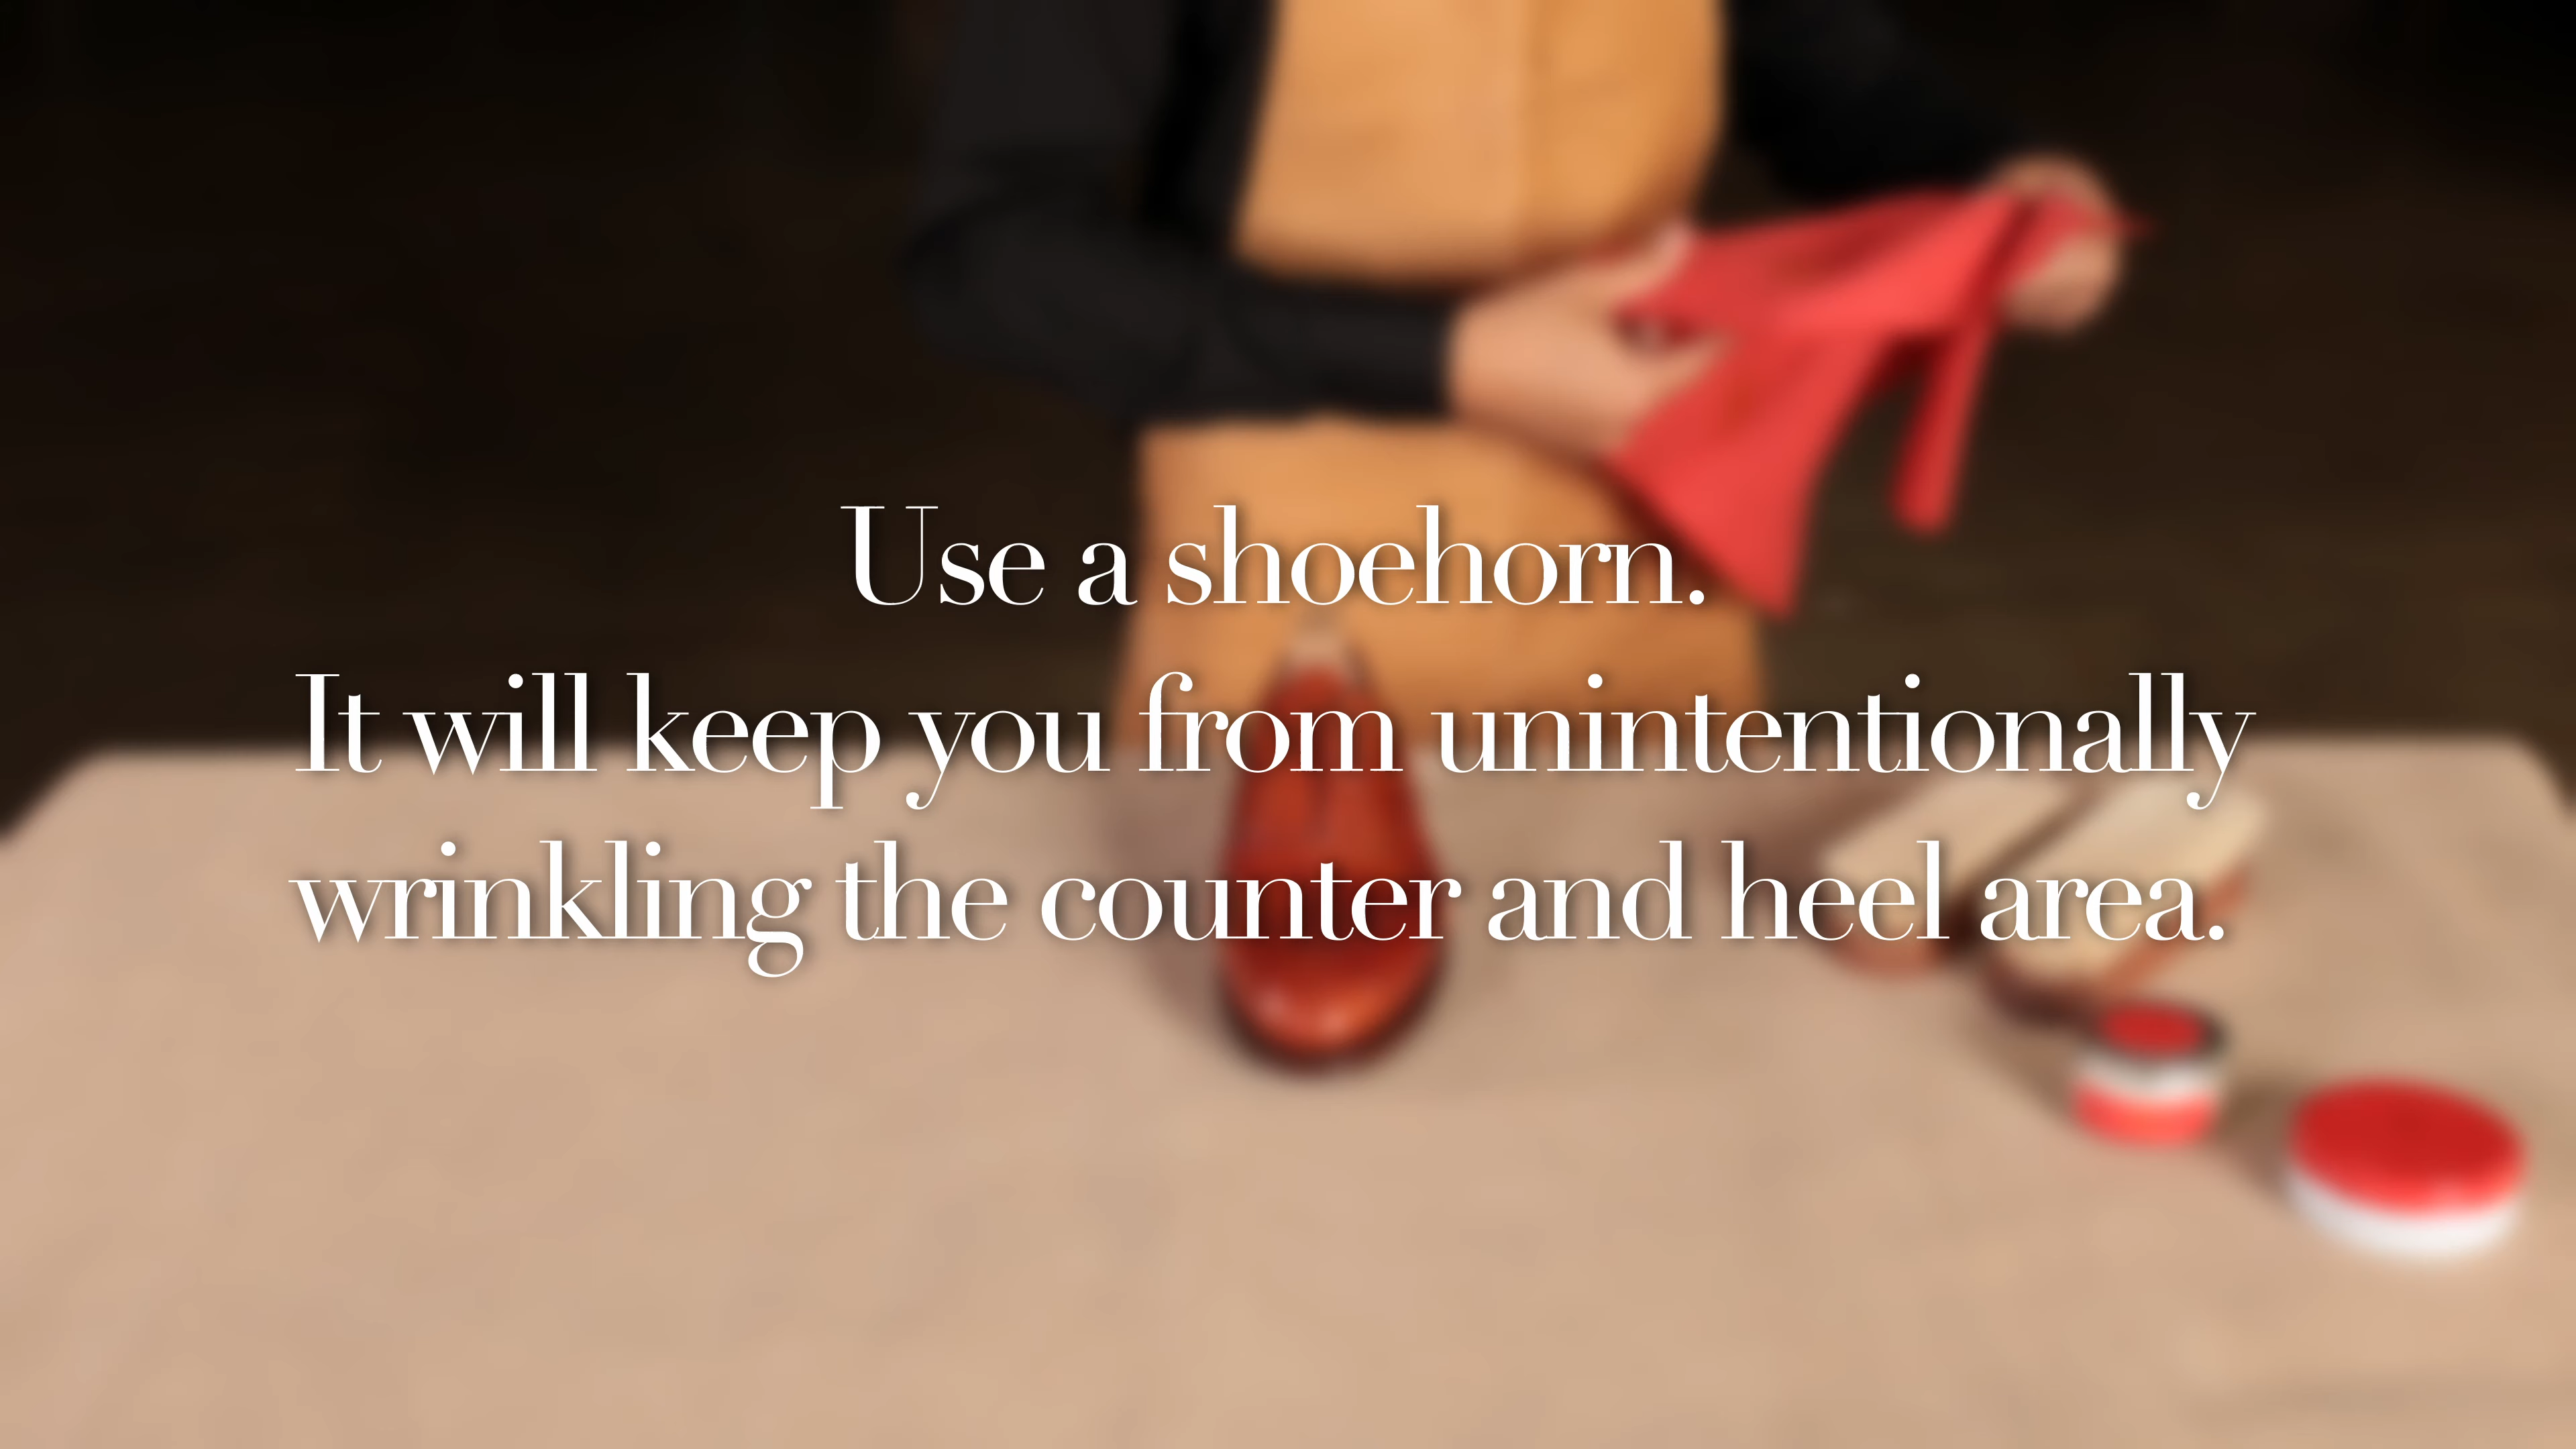 Use a shoehorn.
It will keep you from unintentionally
wrinkling the counter and heel area.